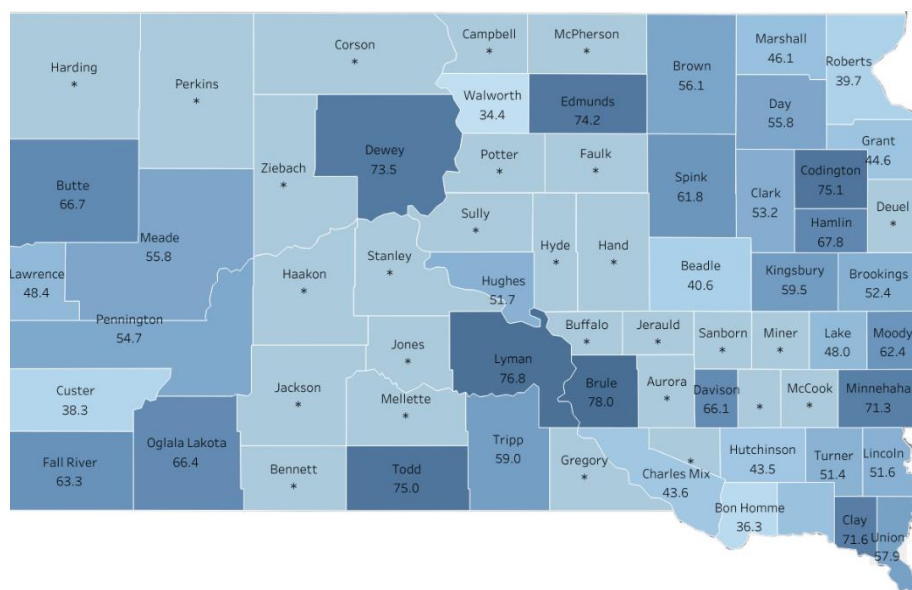 Harding
*
Perkins
*
Corson
*
Campbell
*
McPherson
*
Brown
56.1
Marshall
46.1
Roberts
39.7
Walworth
34.4
Edmunds
74.2
Day
55.8
Grant
44.6
Butte
66.7
Ziebach
*
Dewey
73.5
Potter
*
Faulk
*
Spink
61.8
Clark
53.2
Codington
75.1
Deuel
*
Hamlin
67.8
Meade
55.8
Sully
*
Hyde
*
Hand
*
Lawrence
48.4
Haakon
*
Stanley
*
Hughes
51.7
Beadle
40.6
Kingsbury
59.5
Brookings
52.4
Pennington
54.7
Jones
*
Lyman
76.8
Buffalo
*
Jerauld
*
Sanborn
*
Miner
*
Lake
48.0
Moody
62.4
Custer
38.3
Jackson
*
Mellette
*
Brule
78.0
Aurora
*
Davison
66.1
*
McCook
*
Minnehaha
71.3
Fall River
63.3
Oglala Lakota
66.4
Bennett
*
Todd
75.0
Tripp
59.0
Gregory
*
Charles Mix
43.6
*
Hutchinson
43.5
Turner
51.4
Lincoln
51.6
Bon Homme
36.3
Clay
71.6
Union
57.9